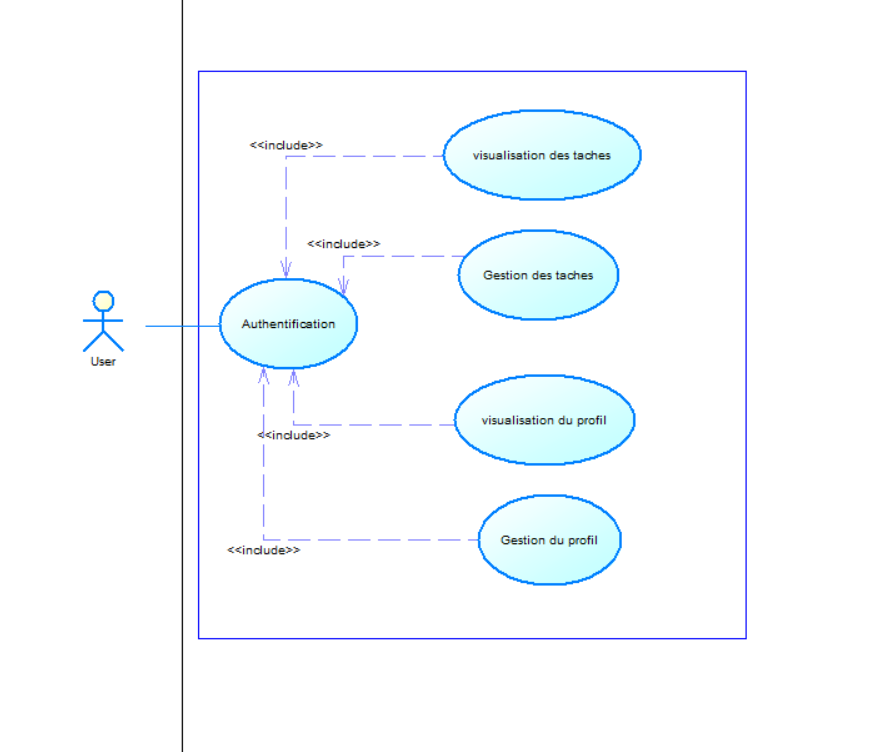 <<include>>
visualisation des taches
<<include>>
Gestion des taches
Authentification
User
visualisation du profil
<<include>>
Gestion du profil
<<include>>